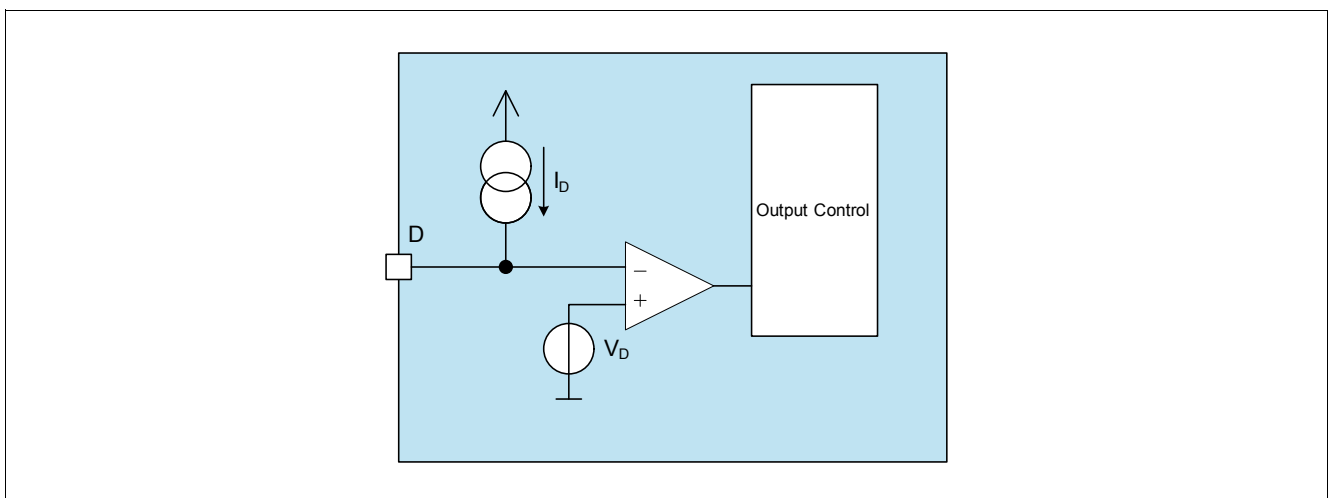 I_D
D
Output Control
−
+
V_D